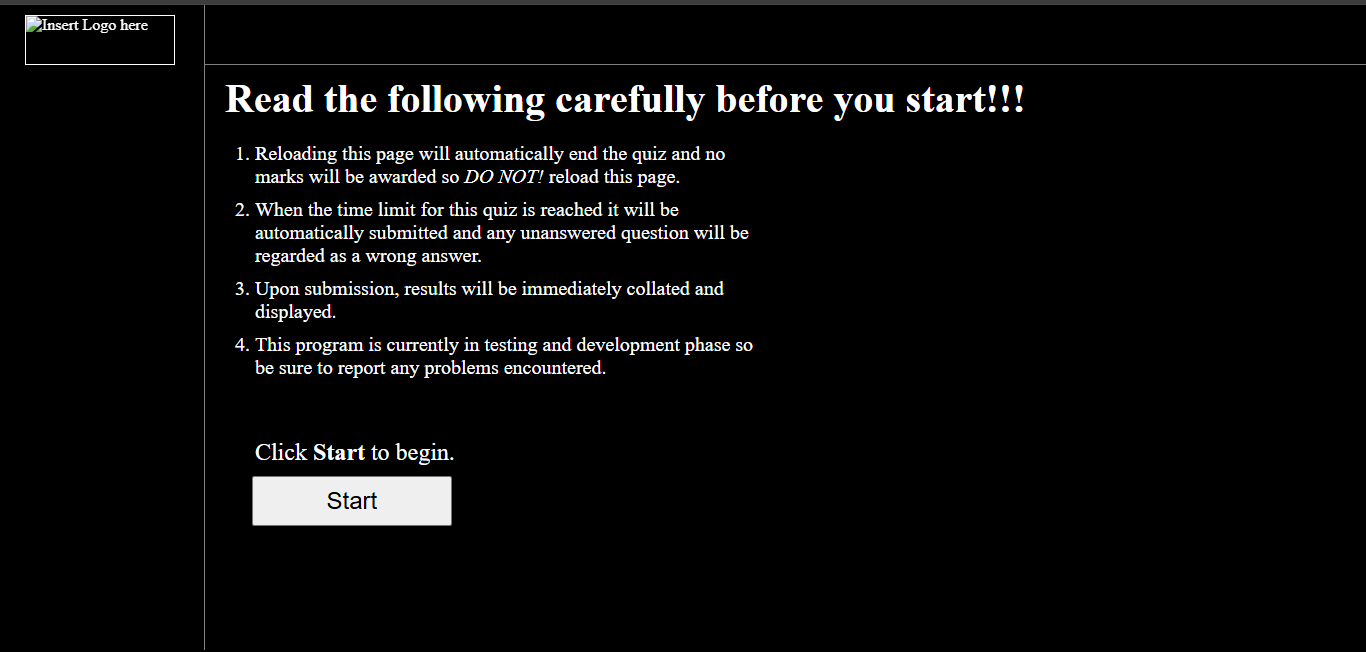 Insert Logo here
Read the following carefully before you start!!!
1. Reloading this page will automatically end the quiz and no
marks will be awarded so DO NOT! reload this page.
2. When the time limit for this quiz is reached it will be
automatically submitted and any unanswered question will be
regarded as a wrong answer.
3. Upon submission, results will be immediately collated and
displayed.
4. This program is currently in testing and development phase so
be sure to report any problems encountered.
Click Start to begin.
Start